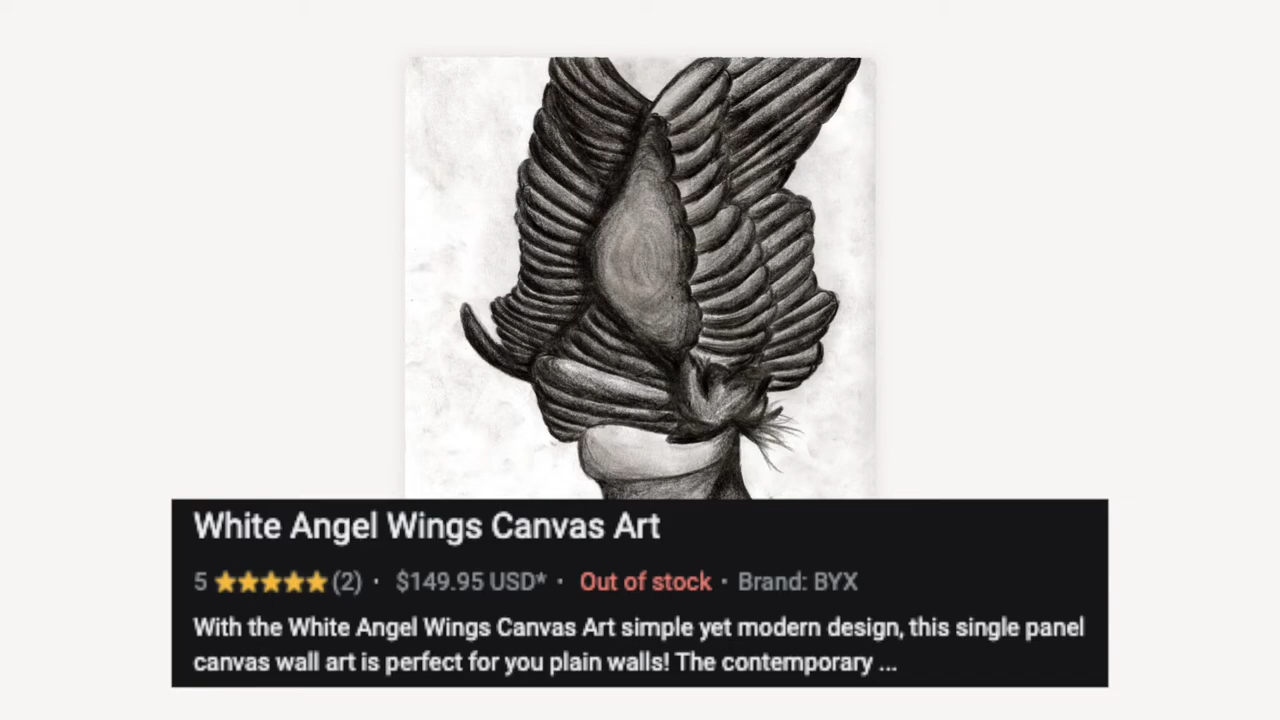 White Angel Wings Canvas Art
5 ⭐⭐⭐⭐⭐ (2) · $149.95 USD* · Out of stock · Brand: BYX
With the White Angel Wings Canvas Art simple yet modern design, this single panel
canvas wall art is perfect for you plain walls! The contemporary ...